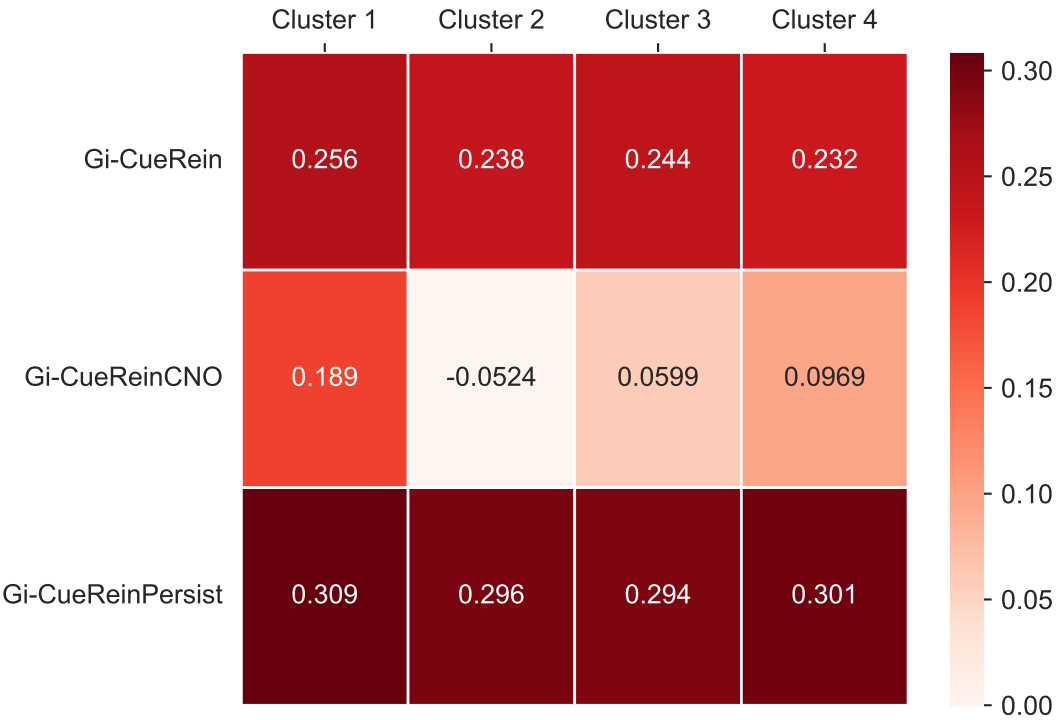 Cluster 1 Cluster 2 Cluster 3 Cluster 4
Gi-CueRein 0.256 0.238 0.244 0.232
Gi-CueReinCNO 0.189 -0.0524 0.0599 0.0969
Gi-CueReinPersist 0.309 0.296 0.294 0.301
0.30
0.25
0.20
0.15
0.10
0.05
0.00